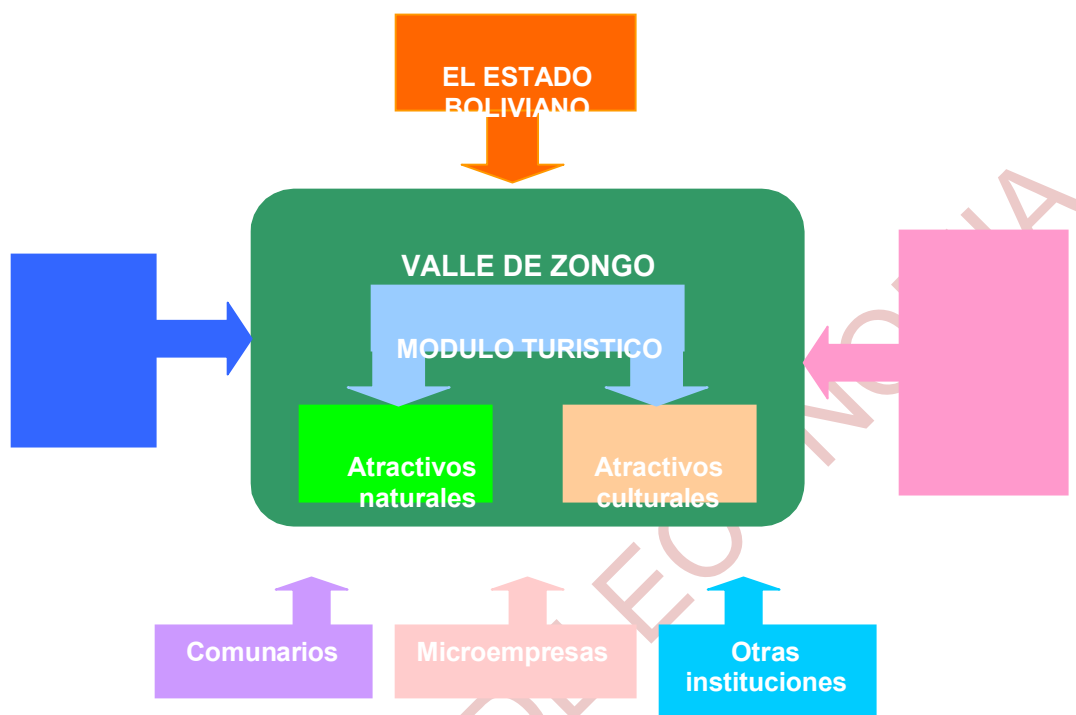 EL ESTADO
BOLIVIANO
VALLE DE ZONGO
MODULO TURISTICO
Atractivos
naturales
Atractivos
culturales
Comunarios
Microempresas
Otras
instituciones